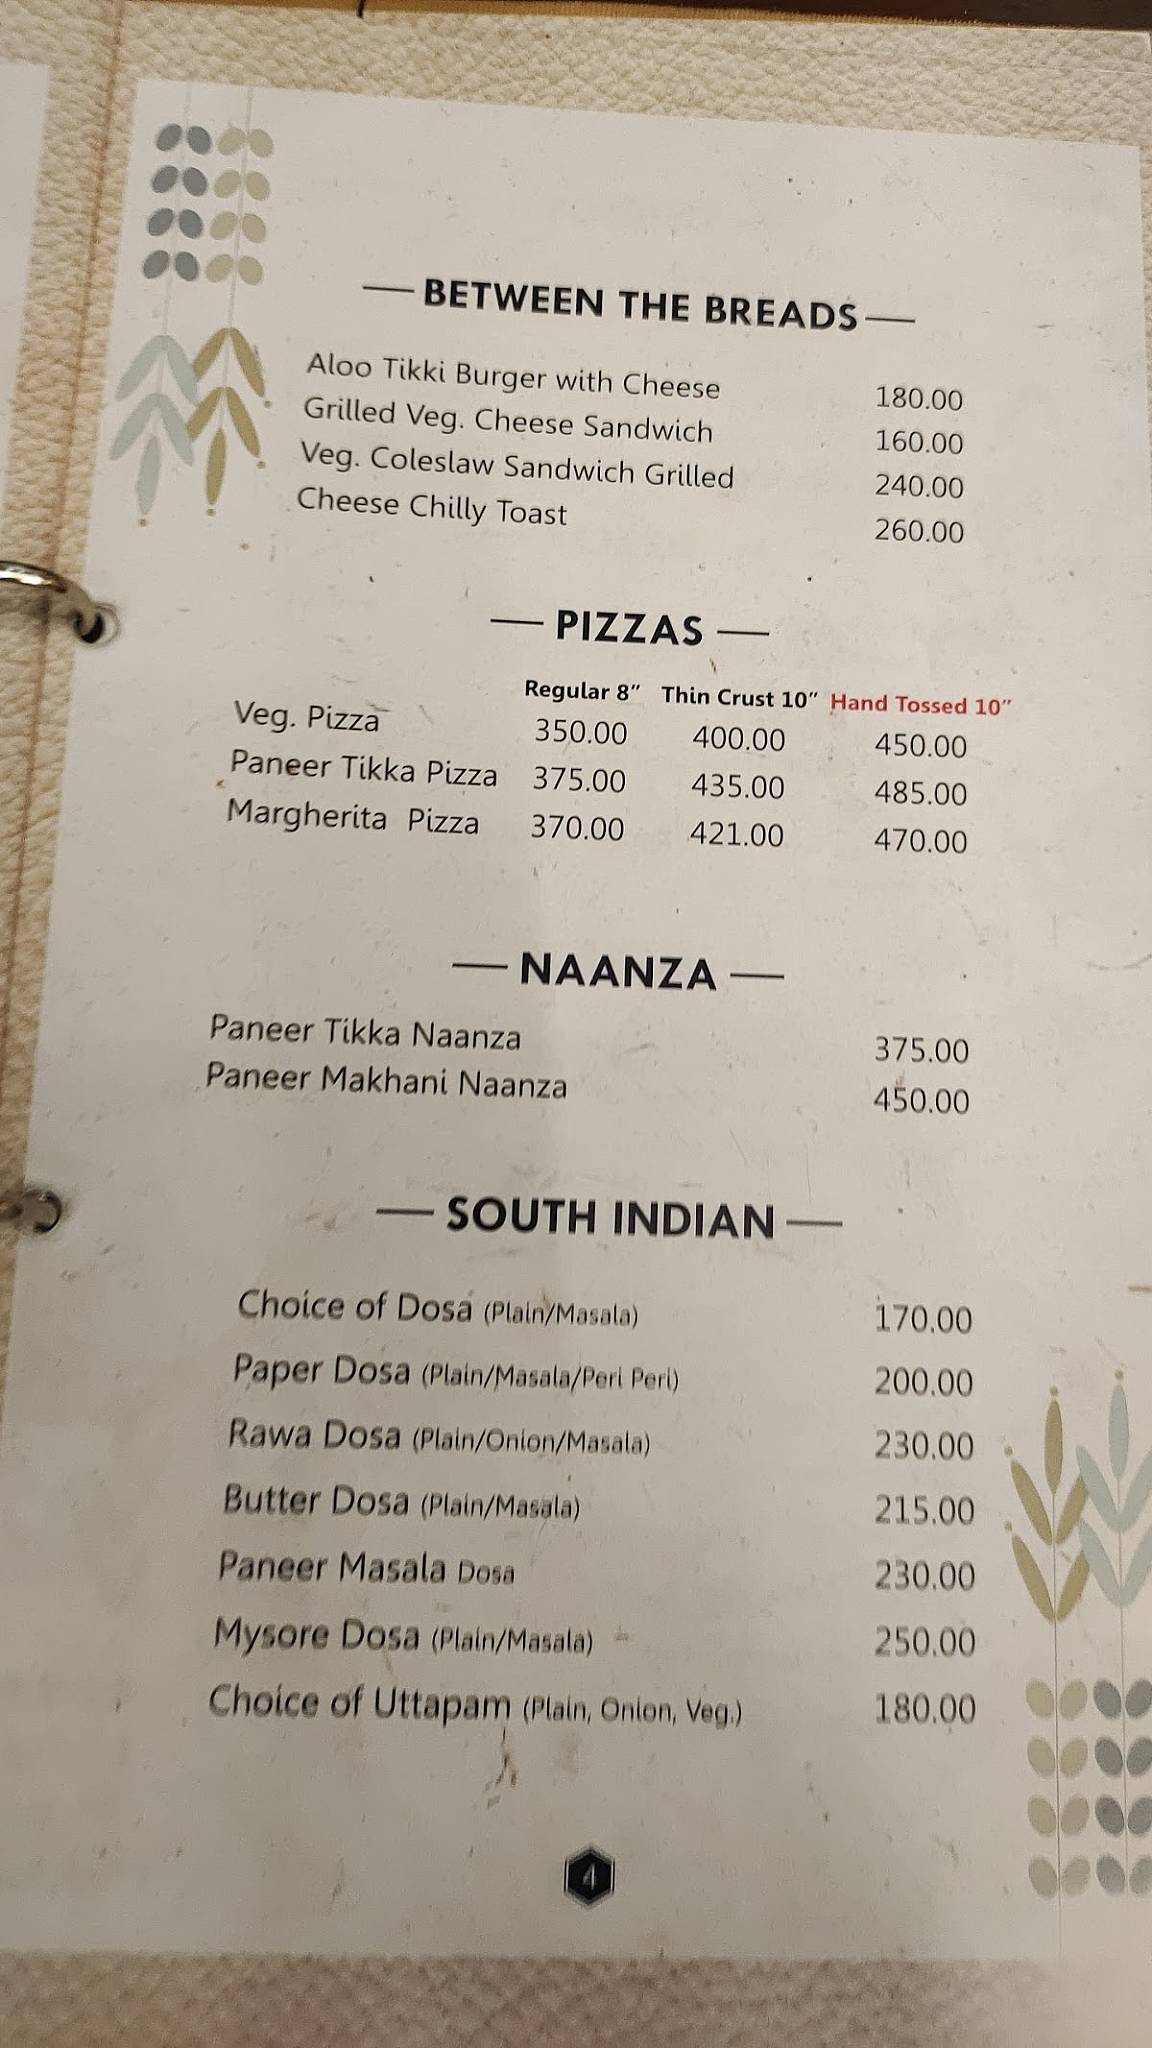 BETWEEN THE BREADS
Aloo Tikki Burger with Cheese 180.00
Grilled Veg. Cheese Sandwich 160.00
Veg. Coleslaw Sandwich Grilled 240.00
Cheese Chilly Toast 260.00
PIZZAS
Regular 8” Thin Crust 10” Hand Tossed 10”
Veg. Pizza 350.00 400.00 450.00
Paneer Tikka Pizza 375.00 435.00 485.00
Margherita Pizza 370.00 421.00 470.00
NAANZA
Paneer Tikka Naanza 375.00
Paneer Makhani Naanza 450.00
SOUTH INDIAN
Choice of Dosa (Plain/Masala) 170.00
Paper Dosa (Plain/Masala/Peri Peri) 200.00
Rawa Dosa (Plain/Onion/Masala) 230.00
Butter Dosa (Plain/Masala) 215.00
Paneer Masala Dosa 230.00
Mysore Dosa (Plain/Masala) 250.00
Choice of Uttapam (Plain, Onion, Veg.) 180.00
4